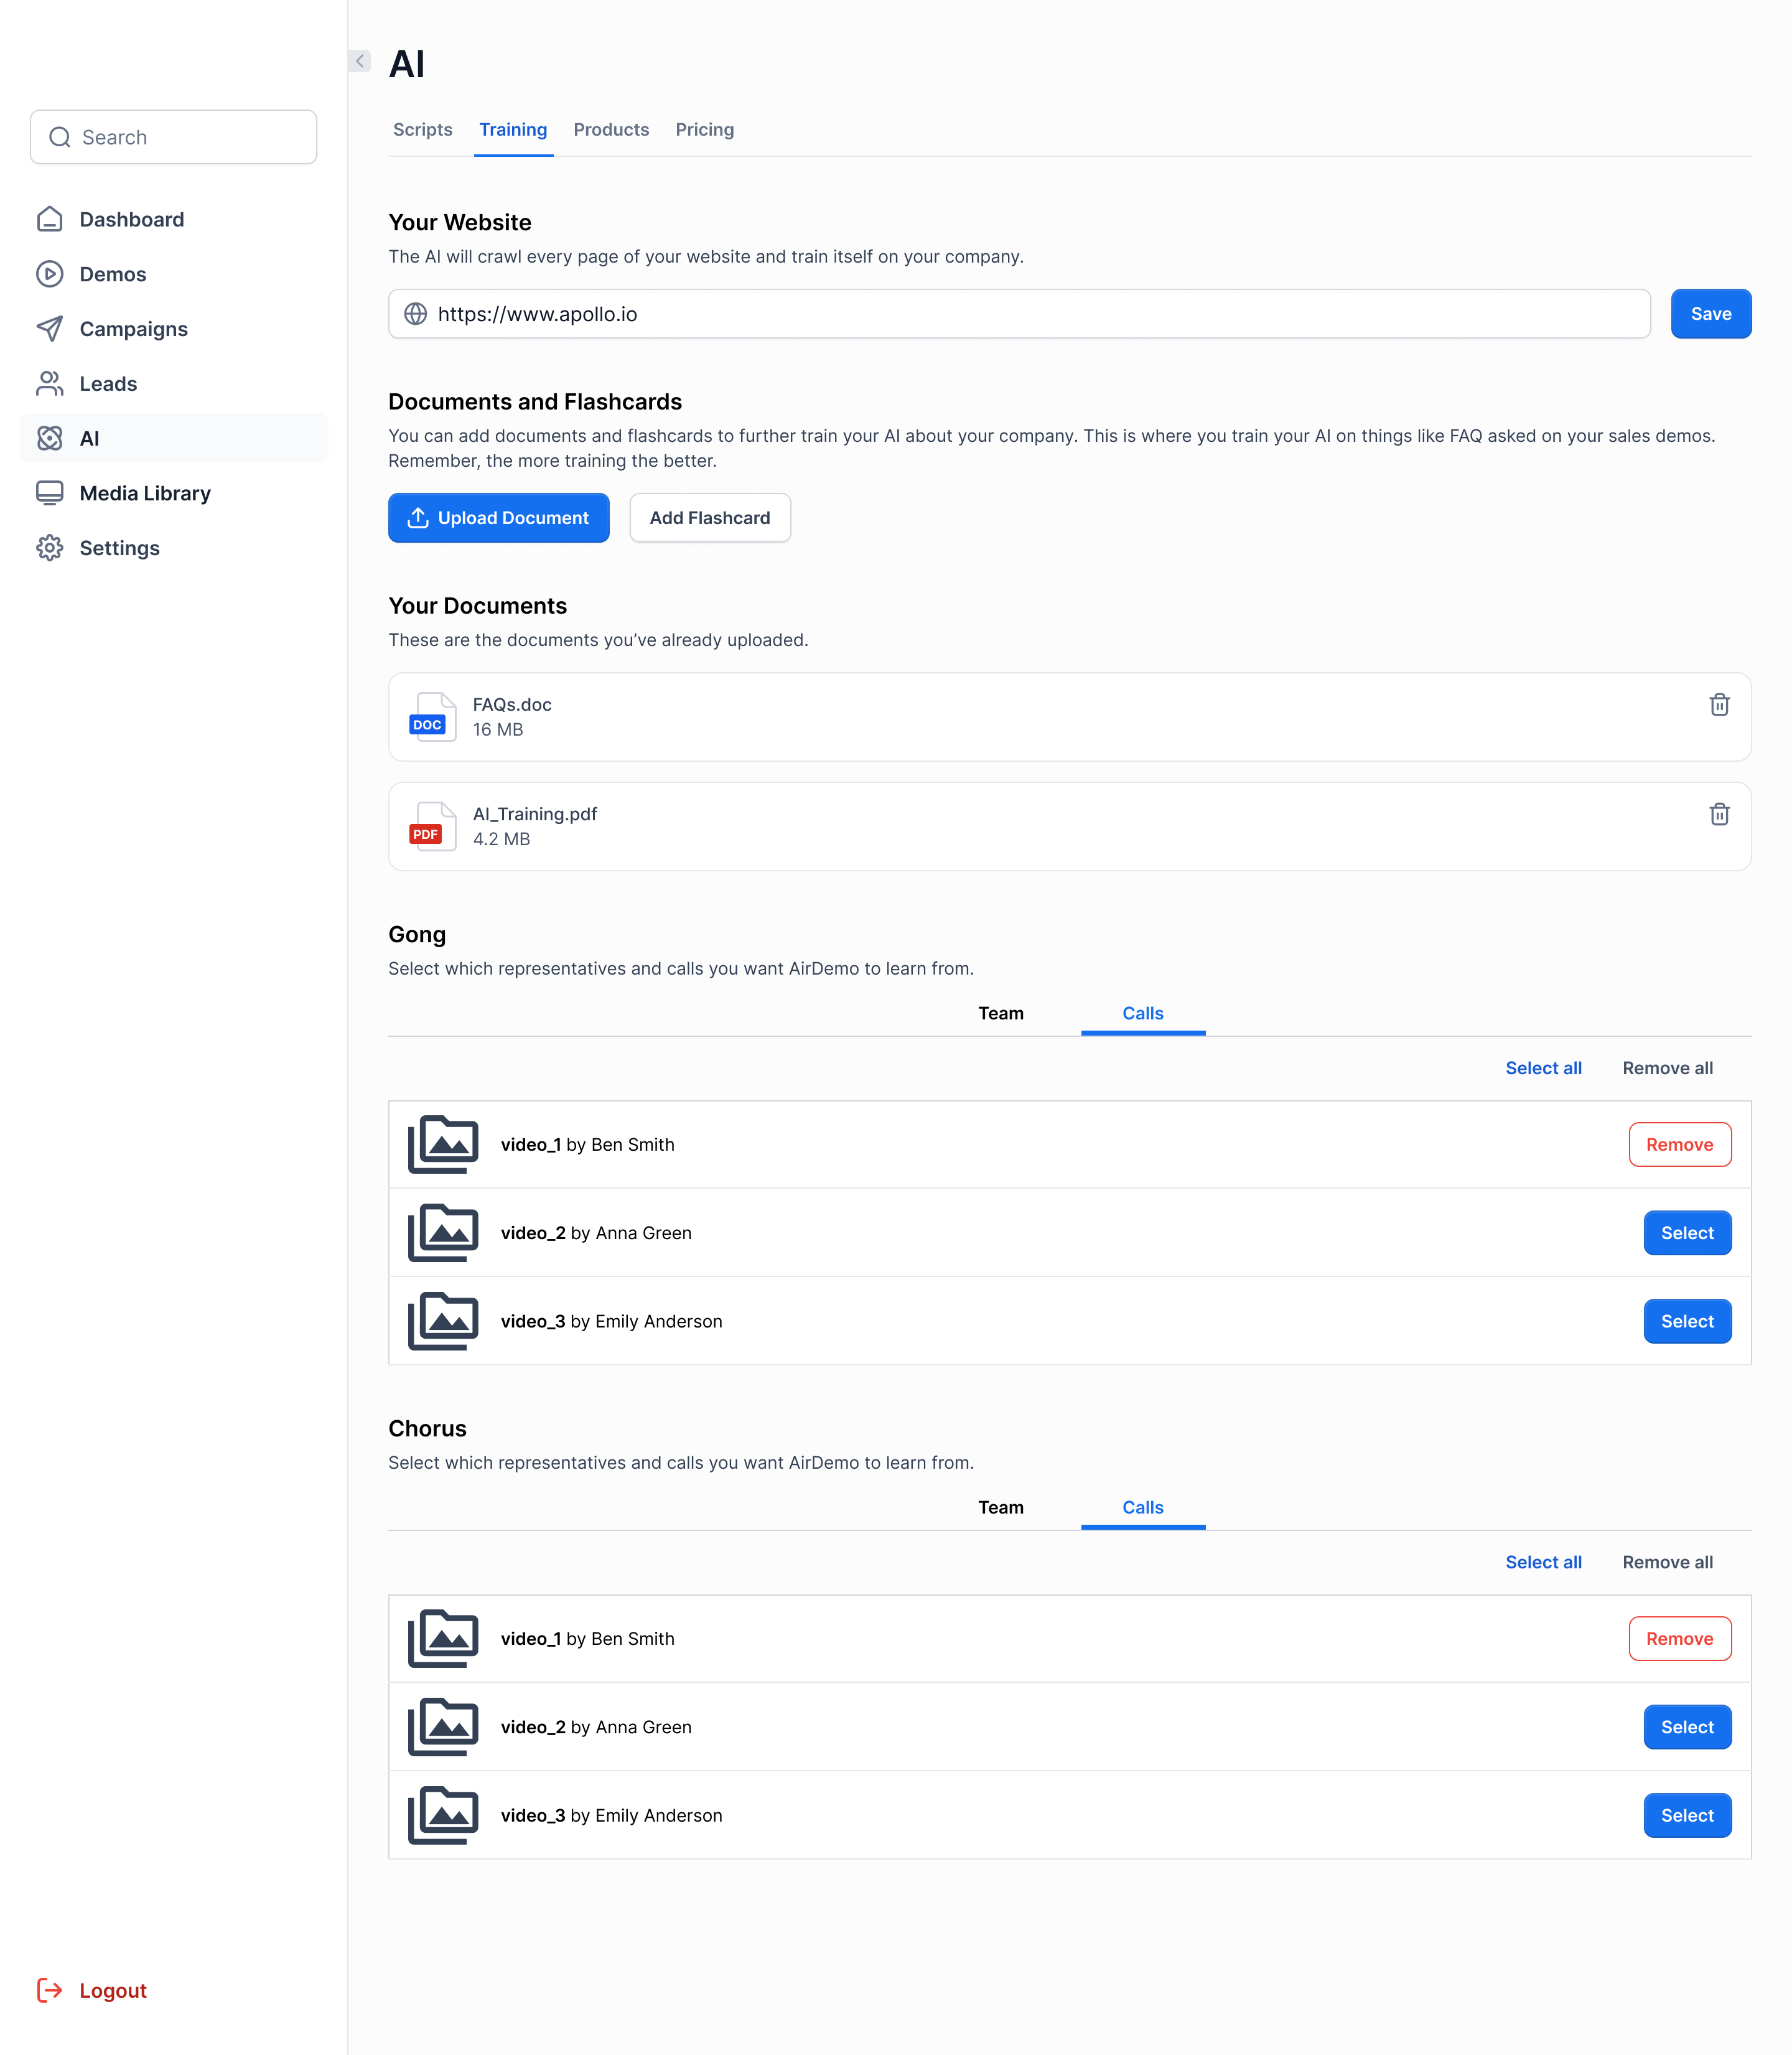 Search
Dashboard
Demos
Campaigns
Leads
AI
Media Library
Settings
Logout
AI
Scripts Training Products Pricing
Your Website
The AI will crawl every page of your website and train itself on your company.
https://www.apollo.io Save
Documents and Flashcards
You can add documents and flashcards to further train your AI about your company. This is where you train your AI on things like FAQ asked on your sales demos.
Remember, the more training the better.
Upload Document Add Flashcard
Your Documents
These are the documents you’ve already uploaded.
FAQs.doc
DOC
16 MB
AI_Training.pdf
PDF
4.2 MB
Gong
Select which representatives and calls you want AirDemo to learn from.
Team Calls
Select all Remove all
video_1 by Ben Smith Remove
video_2 by Anna Green Select
video_3 by Emily Anderson Select
Chorus
Select which representatives and calls you want AirDemo to learn from.
Team Calls
Select all Remove all
video_1 by Ben Smith Remove
video_2 by Anna Green Select
video_3 by Emily Anderson Select